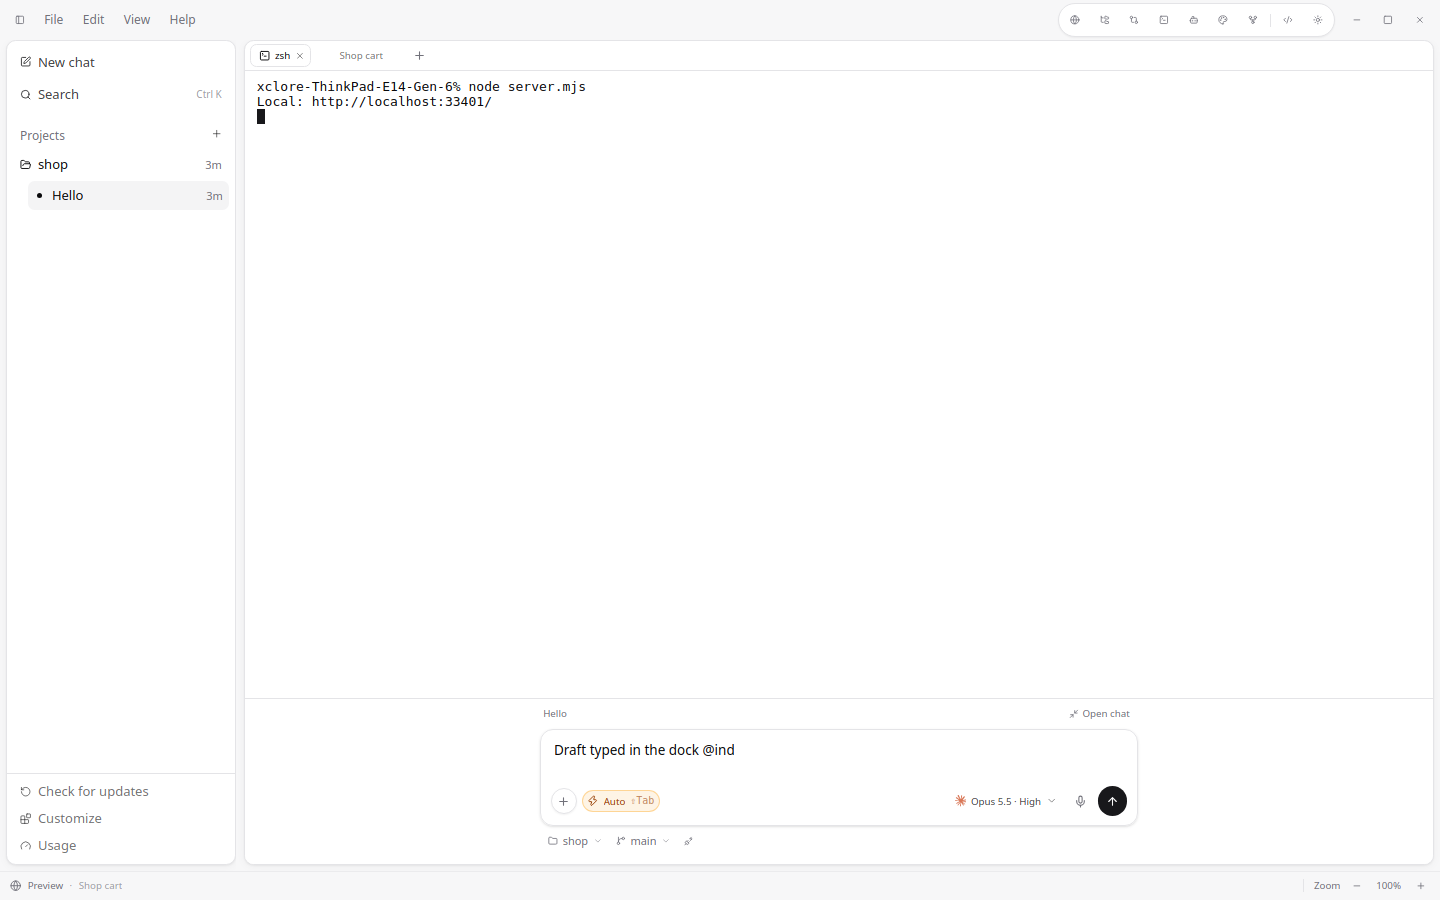 File Edit View Help
New chat
Search Ctrl K
Projects
shop 3m
Hello 3m
Check for updates
Customize
Usage
zsh Shop cart
xclore-ThinkPad-E14-Gen-6% node server.mjs
Local: http://localhost:33401/
Hello Open chat
Draft typed in the dock @ind
Auto ⇧Tab Opus 5.5 · High
shop main
Preview · Shop cart Zoom 100%